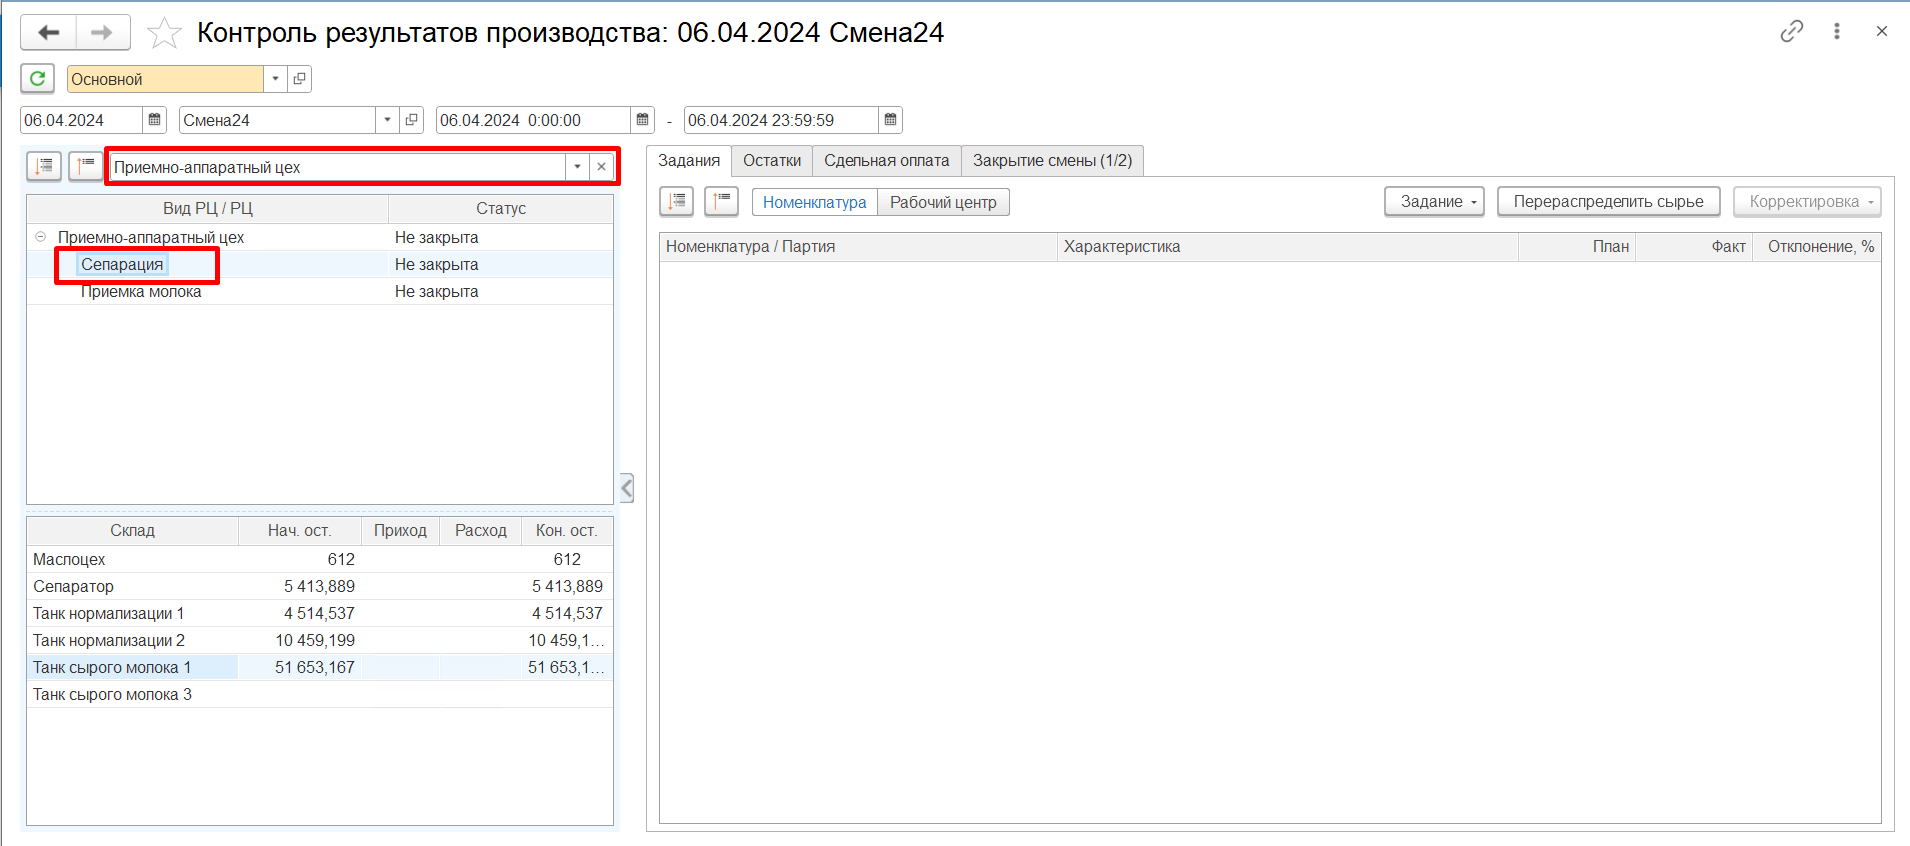 Контроль результатов производства: 06.04.2024 Смена24
Основной
06.04.2024 Смена24 06.04.2024 0:00:00 - 06.04.2024 23:59:59
Приемно-аппаратный цех
Вид РЦ / РЦ Статус
Приемно-аппаратный цех Не закрыта
Сепарация Не закрыта
Приемка молока Не закрыта
Склад Нач. ост. Приход Расход Кон. ост.
Маслоцех 612 612
Сепаратор 5 413,889 5 413,889
Танк нормализации 1 4 514,537 4 514,537
Танк нормализации 2 10 459,199 10 459,1...
Танк сырого молока 1 51 653,167 51 653,1...
Танк сырого молока 3
Задания Остатки Сдельная оплата Закрытие смены (1/2)
Номенклатура Рабочий центр Задание Перераспределить сырье Корректировка
Номенклатура / Партия Характеристика План Факт Отклонение, %